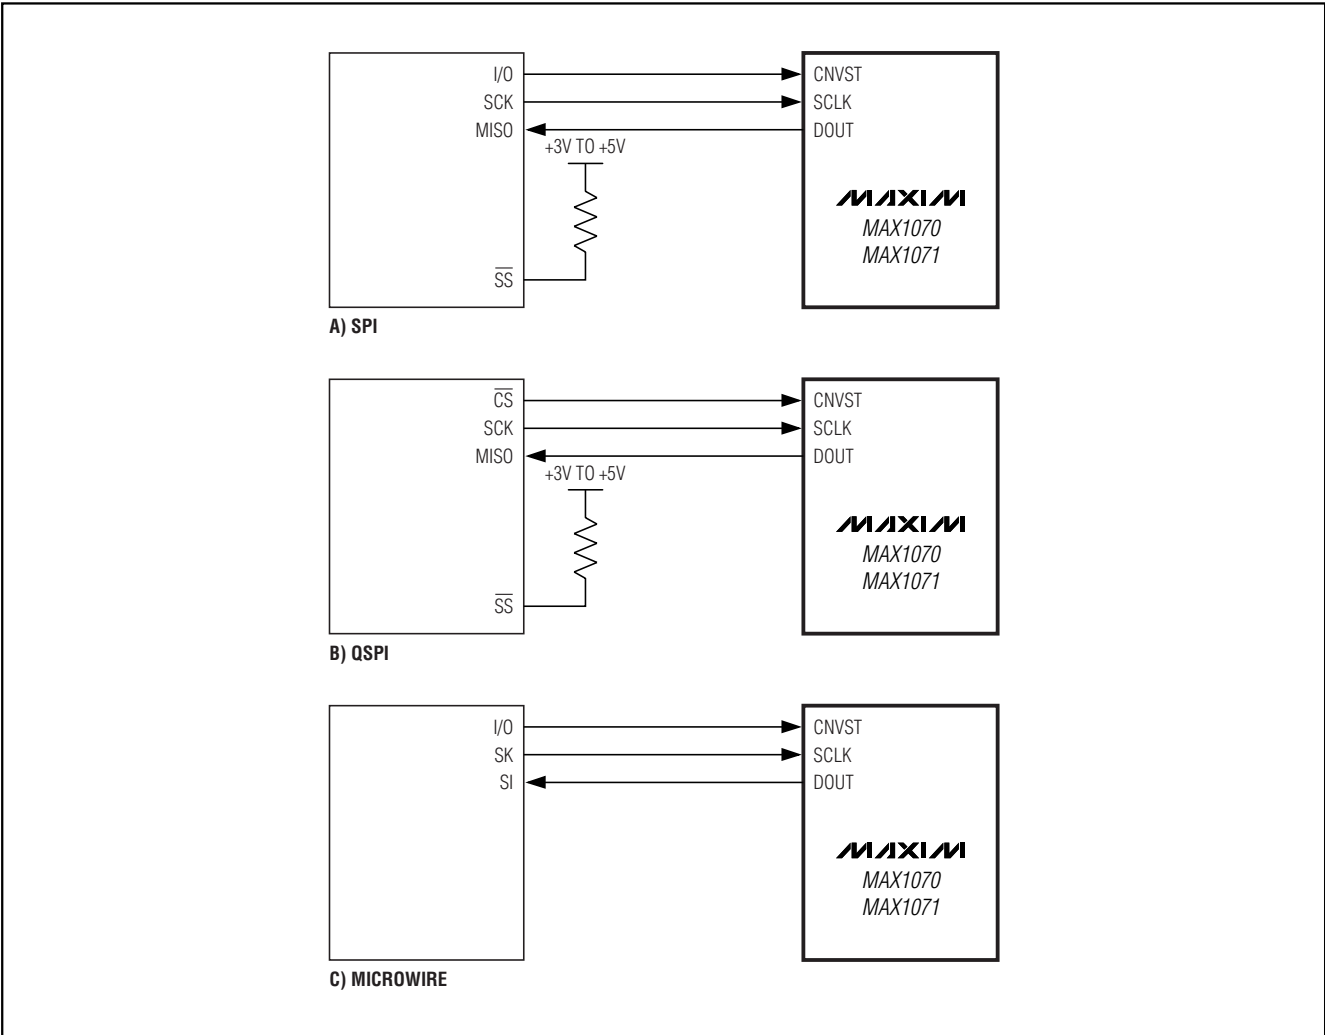 I/O CNVST
SCK SCLK
MISO DOUT
+3V TO +5V
MAXIM
MAX1070
MAX1071
SS
A) SPI
CS CNVST
SCK SCLK
MISO DOUT
+3V TO +5V
MAXIM
MAX1070
MAX1071
SS
B) QSPI
I/O CNVST
SK SCLK
SI DOUT
MAXIM
MAX1070
MAX1071
C) MICROWIRE